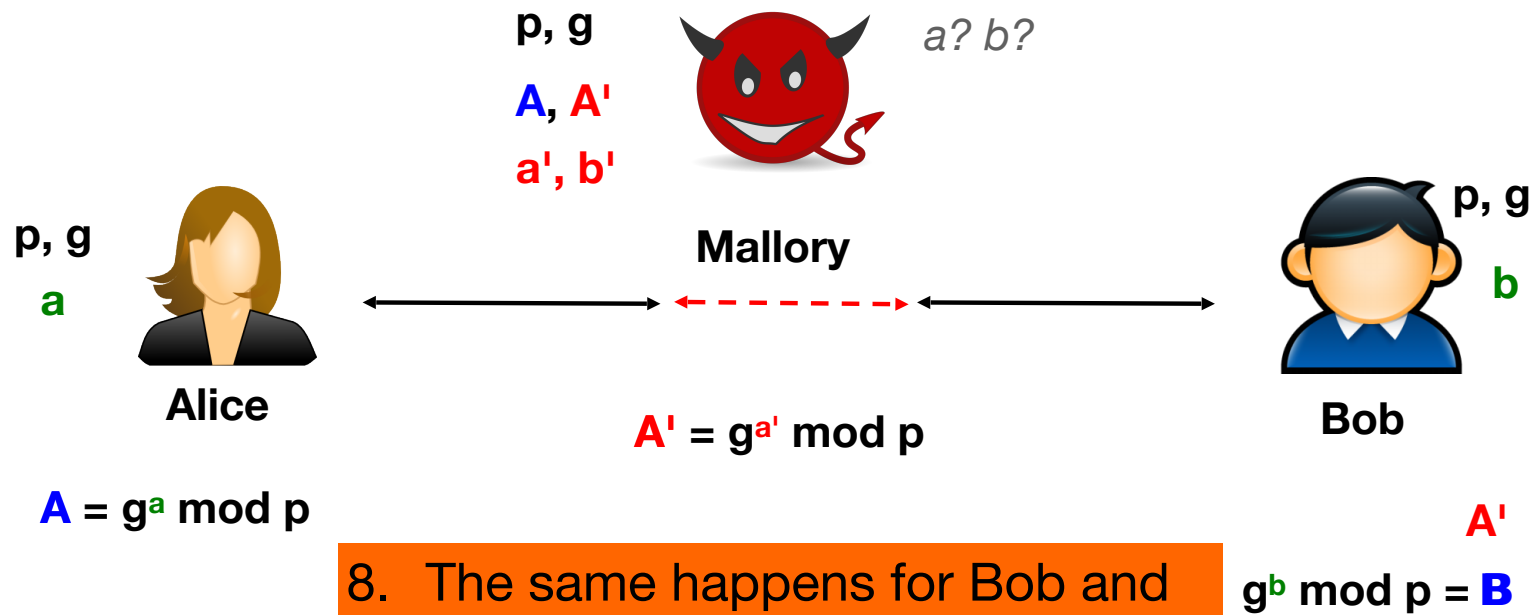 p, g
a? b?
A, A'
a', b'
p, g
p, g
Mallory
a
b
Alice
Bob
A' = gᵃ' mod p
A = gᵃ mod p
A'
8. The same happens for Bob and
gᵇ mod p = B